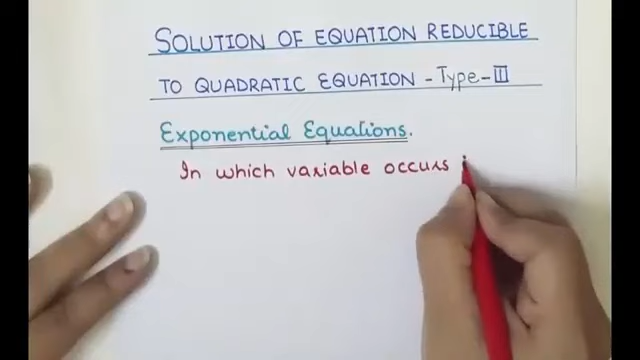 SOLUTION OF EQUATION REDUCIBLE
TO QUADRATIC EQUATION - Type - III
Exponential Equations.
In which variable occurs